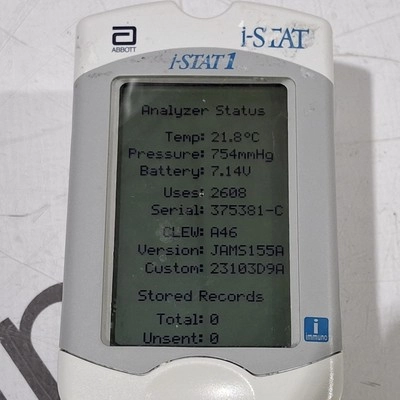 a
ABBOTT
i-STAT
i-STAT 1
Analyzer Status
Temp: 21.8°C
Pressure: 754mmHg
Battery: 7.14V
Uses: 2608
Serial: 375381-C
CLEW: A46
Version: JAMS155A
Custom: 23103D9A
Stored Records
Total: 0
Unsent: 0
i
immuno